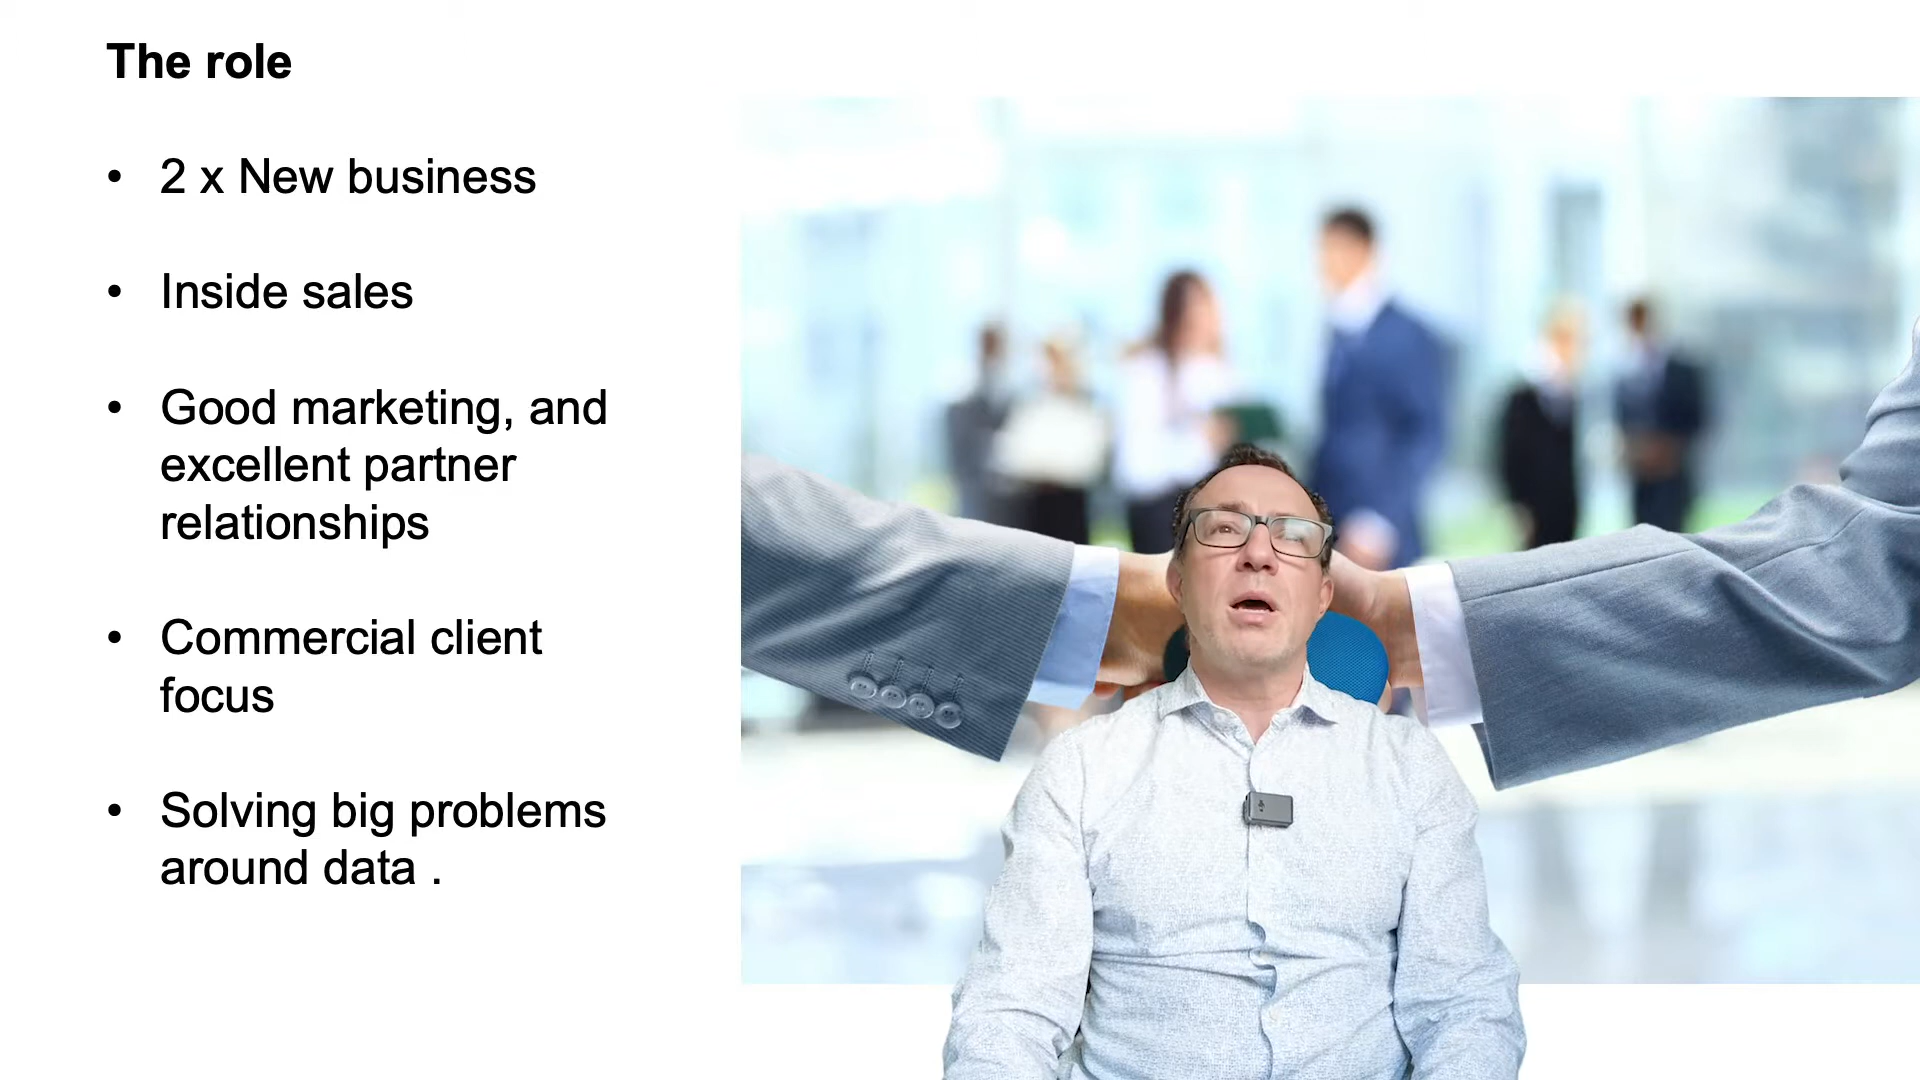 The role
• 2 x New business
• Inside sales
• Good marketing, and
excellent partner
relationships
• Commercial client
focus
• Solving big problems
around data .